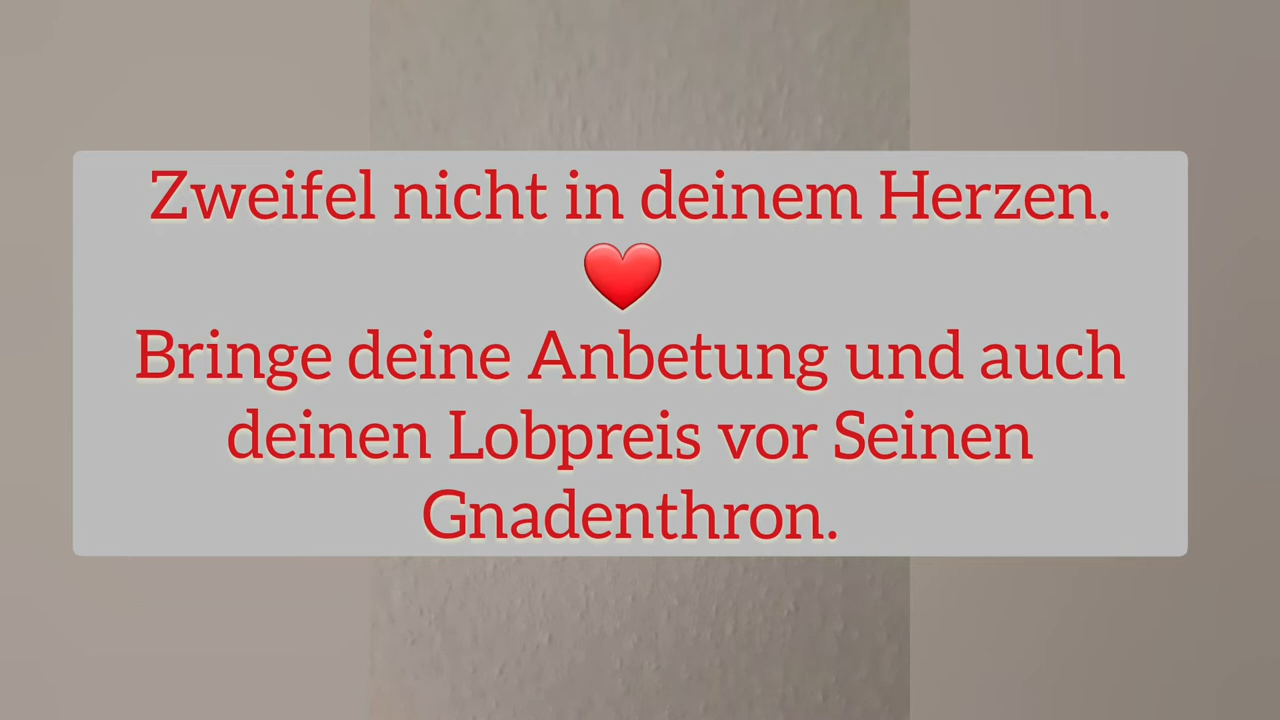 Zweifel nicht in deinem Herzen.
❤️
Bringe deine Anbetung und auch
deinen Lobpreis vor Seinen
Gnadenthron.